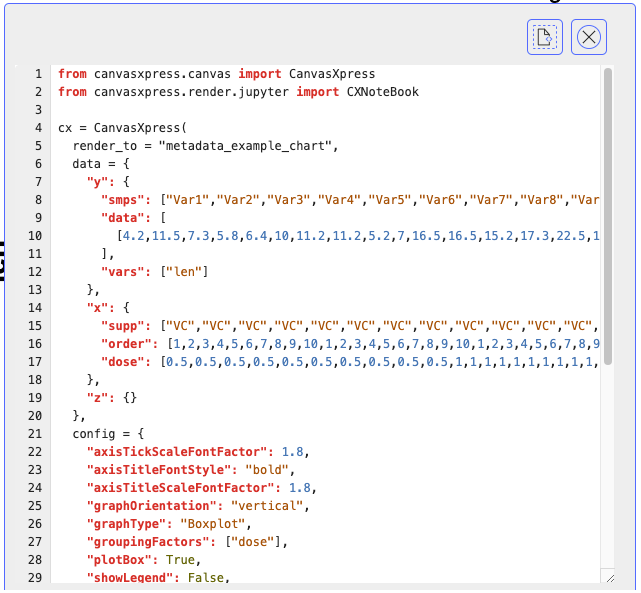 1 from canvasxpress.canvas import CanvasXpress
2 from canvasxpress.render.jupyter import CXNoteBook
3
4 cx = CanvasXpress(
5   render_to = "metadata_example_chart",
6   data = {
7     "y": {
8       "smps": ["Var1","Var2","Var3","Var4","Var5","Var6","Var7","Var8","Var
9       "data": [
10         [4.2,11.5,7.3,5.8,6.4,10,11.2,11.2,5.2,7,16.5,16.5,15.2,17.3,22.5,1
11       ],
12       "vars": ["len"]
13     },
14     "x": {
15       "supp": ["VC","VC","VC","VC","VC","VC","VC","VC","VC","VC","VC","VC",
16       "order": [1,2,3,4,5,6,7,8,9,10,1,2,3,4,5,6,7,8,9,10,1,2,3,4,5,6,7,8,9
17       "dose": [0.5,0.5,0.5,0.5,0.5,0.5,0.5,0.5,0.5,0.5,1,1,1,1,1,1,1,1,1,1,
18     },
19     "z": {}
20   },
21   config = {
22     "axisTickScaleFontFactor": 1.8,
23     "axisTitleFontStyle": "bold",
24     "axisTitleScaleFontFactor": 1.8,
25     "graphOrientation": "vertical",
26     "graphType": "Boxplot",
27     "groupingFactors": ["dose"],
28     "plotBox": True,
29     "showLegend": False,